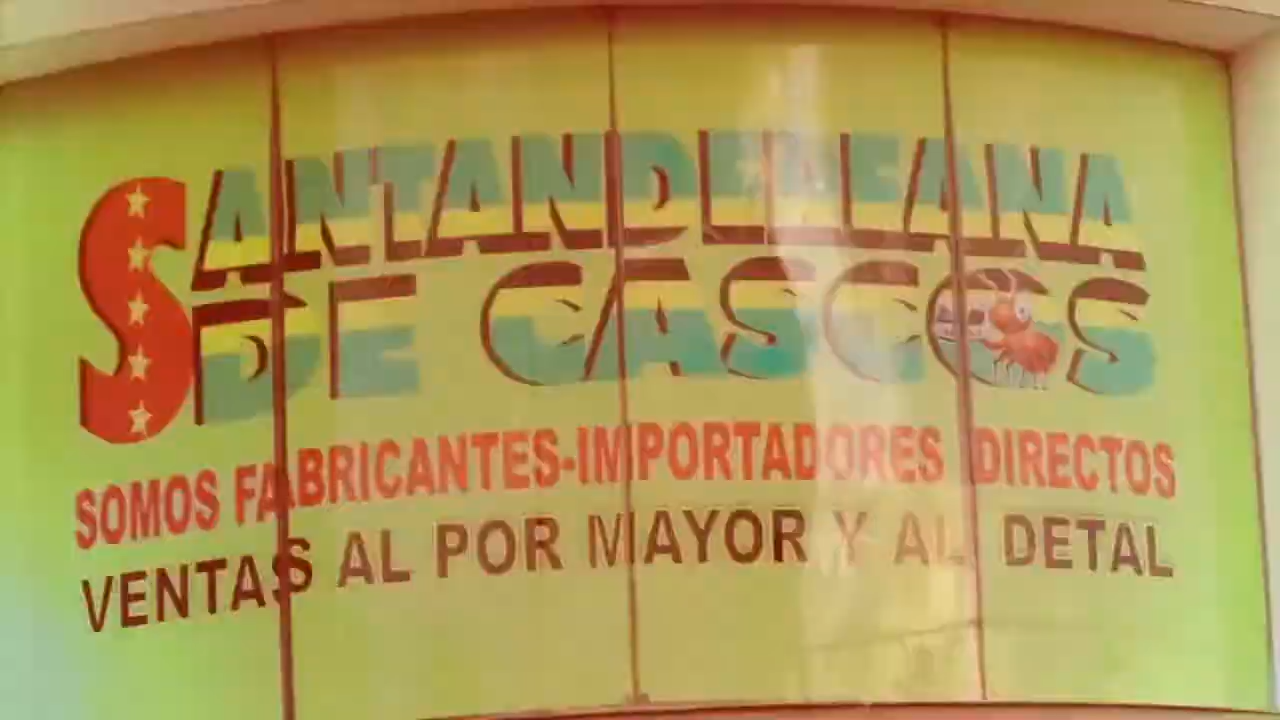 SANTANDEREANA
DE CASCOS
SOMOS FABRICANTES-IMPORTADORES DIRECTOS
VENTAS AL POR MAYOR Y AL DETAL